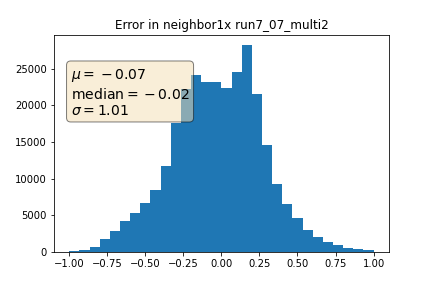 Error in neighbor1x run7_07_multi2
μ = −0.07
median = −0.02
σ = 1.01
25000
20000
15000
10000
5000
0
−1.00 −0.75 −0.50 −0.25 0.00 0.25 0.50 0.75 1.00